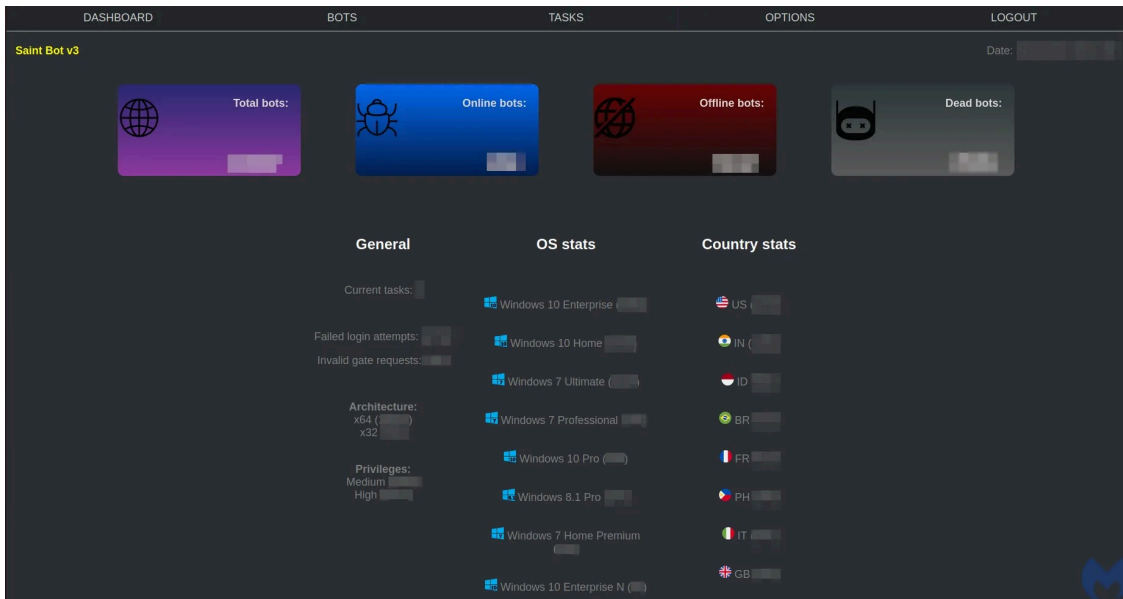 DASHBOARD BOTS TASKS OPTIONS LOGOUT
Saint Bot v3 Date:
Total bots: Online bots: Offline bots: Dead bots:
General OS stats Country stats
Current tasks:
Windows 10 Enterprise ( US (
Failed login attempts: Windows 10 Home IN (
Invalid gate requests:
Windows 7 Ultimate ( ) ID
Architecture:
x64 ( ) Windows 7 Professional BR
x32
Windows 10 Pro ( ) FR
Privileges:
Medium
High Windows 8.1 Pro PH
Windows 7 Home Premium IT (
(
Windows 10 Enterprise N ( ) GB